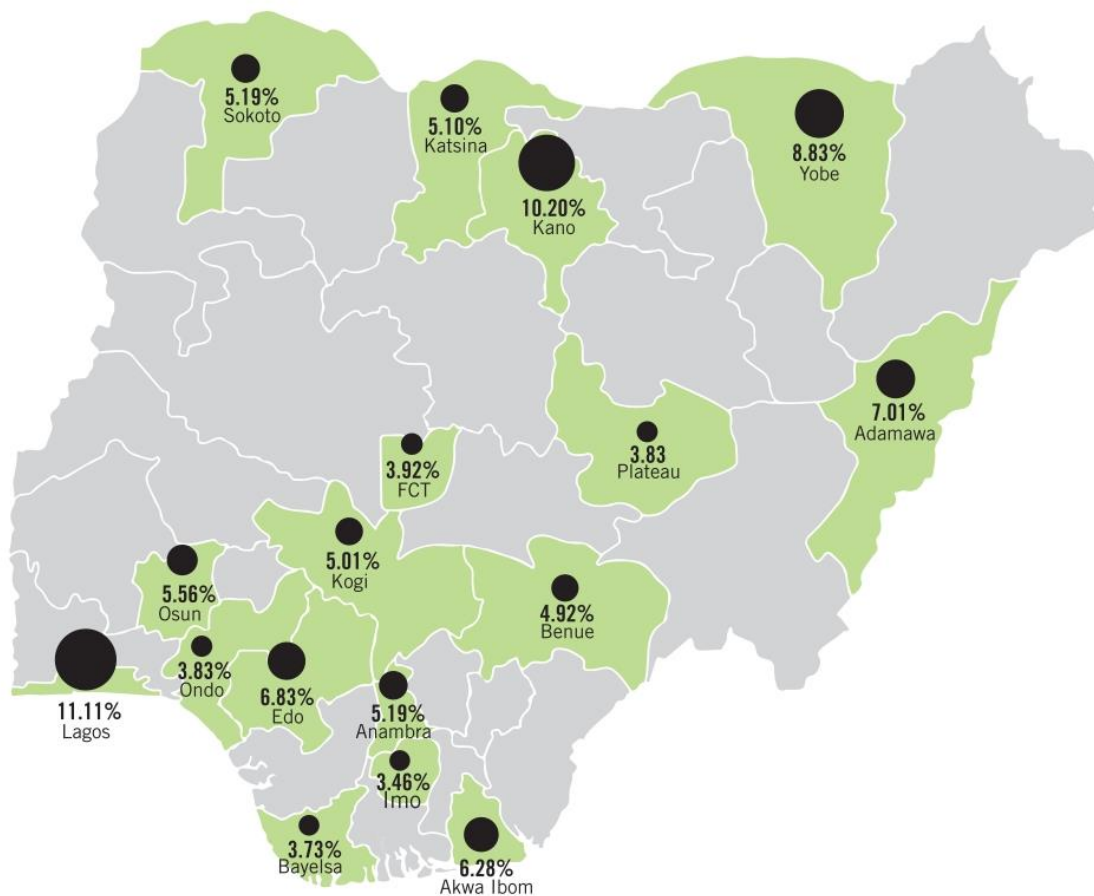 5.19%
Sokoto
5.10%
Katsina
8.83%
Yobe
10.20%
Kano
7.01%
Adamawa
3.83
Plateau
3.92%
FCT
5.01%
Kogi
5.56%
Osun
4.92%
Benue
3.83%
Ondo
6.83%
Edo
5.19%
Anambra
11.11%
Lagos
3.46%
Imo
3.73%
Bayelsa
6.28%
Akwa Ibom